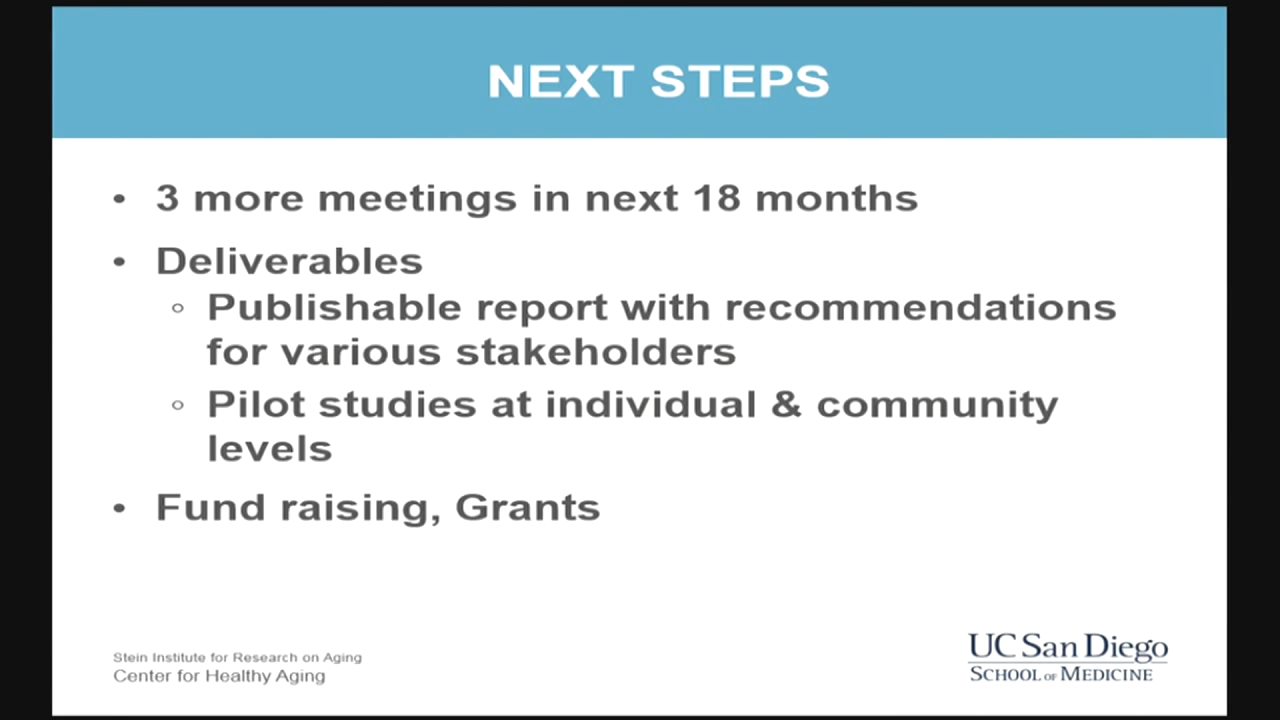 NEXT STEPS
• 3 more meetings in next 18 months
• Deliverables
◦ Publishable report with recommendations
for various stakeholders
◦ Pilot studies at individual & community
levels
• Fund raising, Grants
Stein Institute for Research on Aging
Center for Healthy Aging
UC San Diego
SCHOOL OF MEDICINE